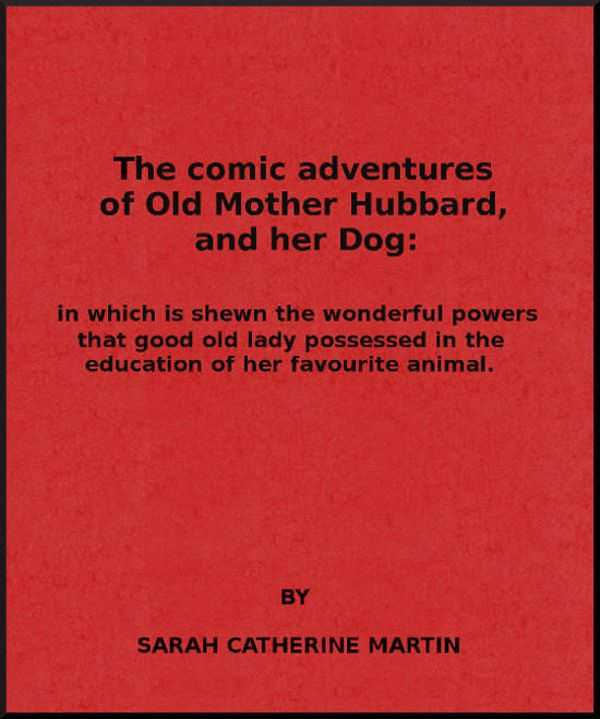 The comic adventures
of Old Mother Hubbard,
and her Dog:
in which is shewn the wonderful powers
that good old lady possessed in the
education of her favourite animal.
BY
SARAH CATHERINE MARTIN